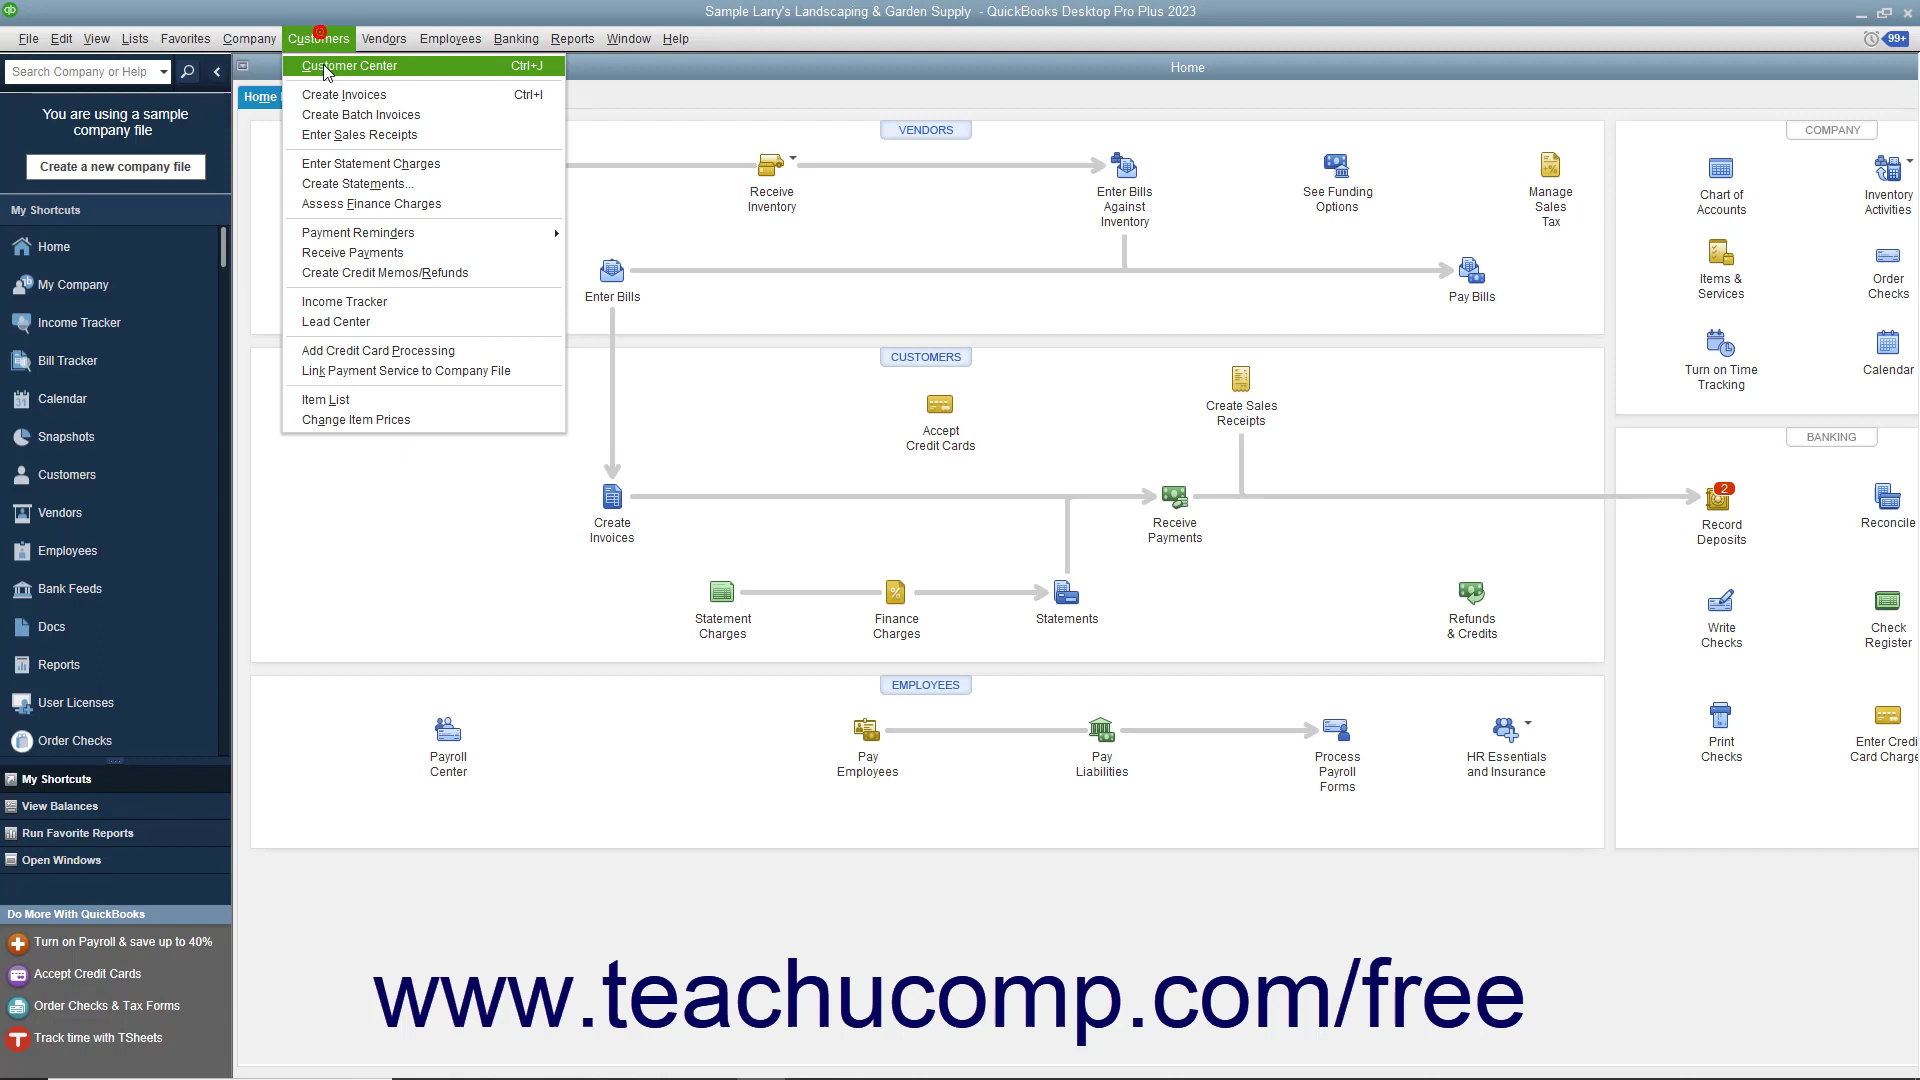 qb
Sample Larry's Landscaping & Garden Supply - QuickBooks Desktop Pro Plus 2023
File Edit View Lists Favorites Company Customers Vendors Employees Banking Reports Window Help
99+
Search Company or Help
You are using a sample
company file
Create a new company file
My Shortcuts
Home
My Company
Income Tracker
Bill Tracker
Calendar
Snapshots
Customers
Vendors
Employees
Bank Feeds
Docs
Reports
User Licenses
Order Checks
My Shortcuts
View Balances
Run Favorite Reports
Open Windows
Do More With QuickBooks
Turn on Payroll & save up to 40%
Accept Credit Cards
Order Checks & Tax Forms
Track time with TSheets
Customer Center Ctrl+J
Create Invoices Ctrl+I
Create Batch Invoices
Enter Sales Receipts
Enter Statement Charges
Create Statements...
Assess Finance Charges
Payment Reminders
Receive Payments
Create Credit Memos/Refunds
Income Tracker
Lead Center
Add Credit Card Processing
Link Payment Service to Company File
Item List
Change Item Prices
Home
Home
VENDORS
Receive
Inventory
Enter Bills
Against
Inventory
See Funding
Options
Manage
Sales
Tax
Enter Bills
Pay Bills
CUSTOMERS
Accept
Credit Cards
Create Sales
Receipts
Create
Invoices
Receive
Payments
Statement
Charges
Finance
Charges
Statements
Refunds
& Credits
EMPLOYEES
Payroll
Center
Pay
Employees
Pay
Liabilities
Process
Payroll
Forms
HR Essentials
and Insurance
COMPANY
Chart of
Accounts
Inventory
Activities
Items &
Services
Order
Checks
Turn on Time
Tracking
Calendar
BANKING
2
Record
Deposits
Reconcile
Write
Checks
Check
Register
Print
Checks
Enter Credi
Card Charge
www.teachucomp.com/free